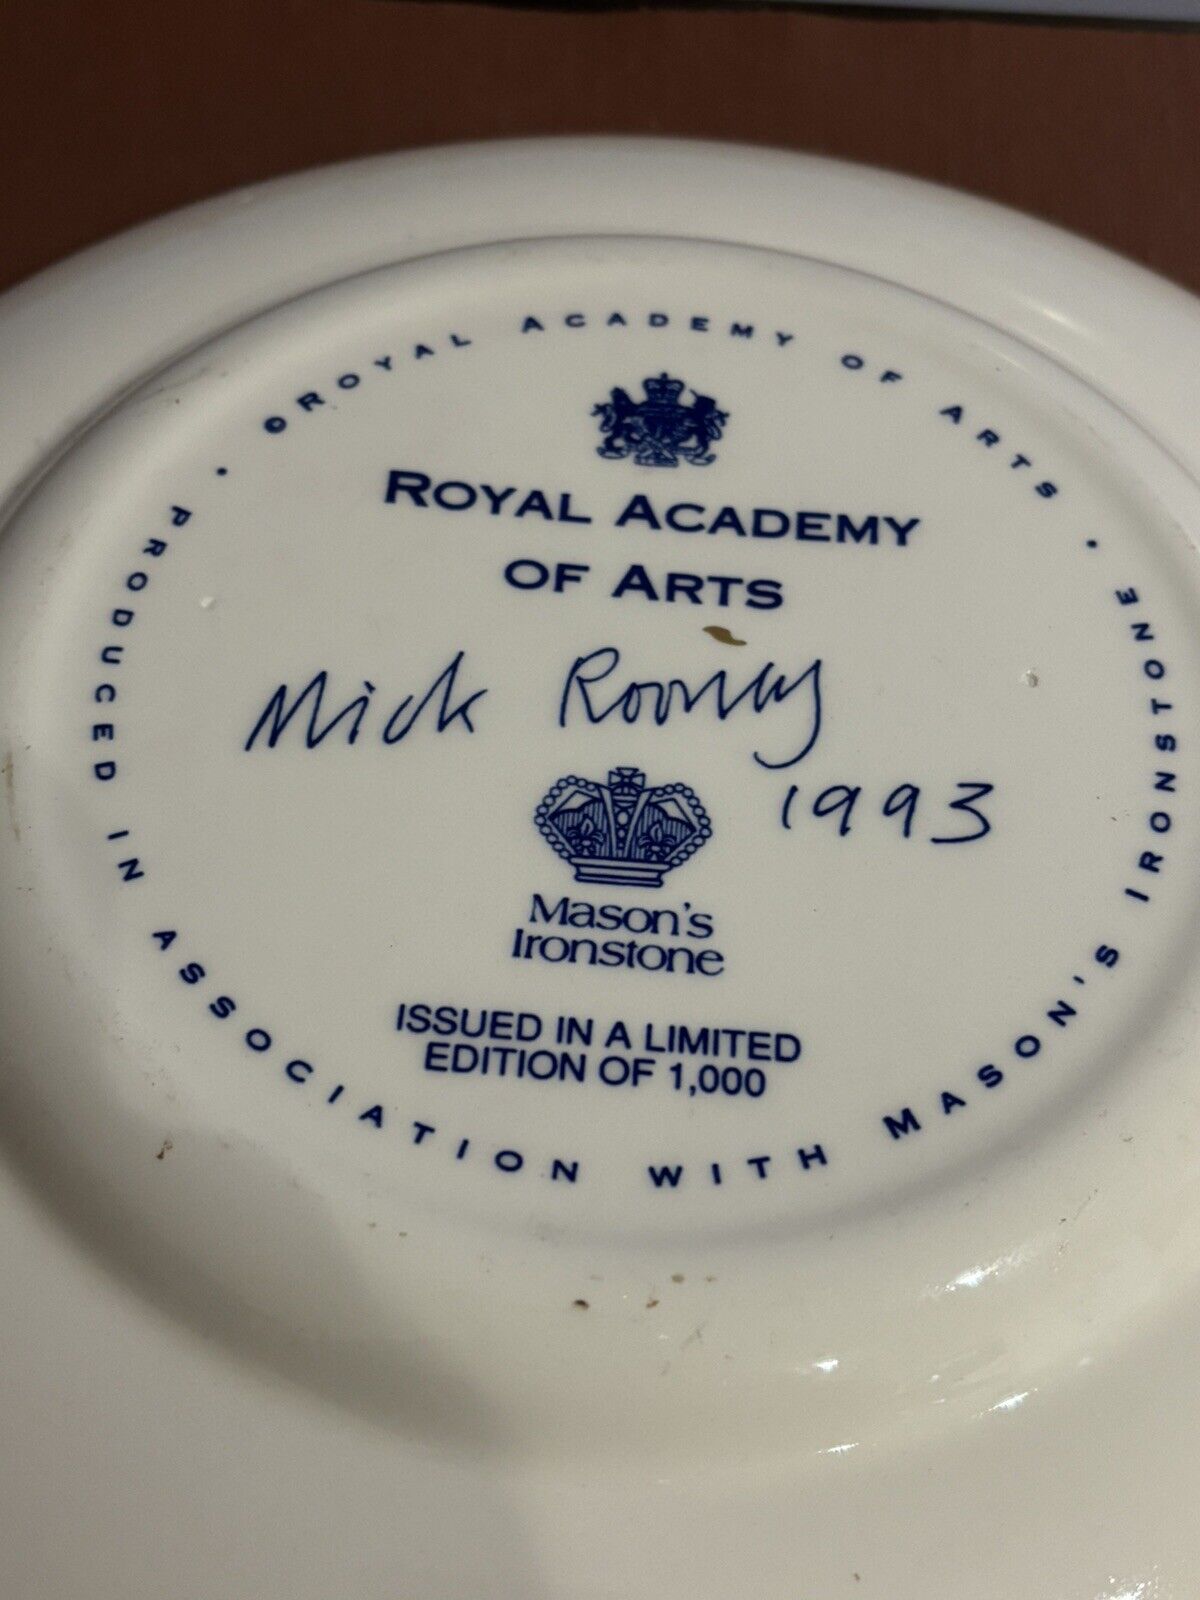 ©ROYAL ACADEMY OF ARTS •
ROYAL ACADEMY
OF ARTS
Mick Rooney
1993
Mason's
Ironstone
ISSUED IN A LIMITED
EDITION OF 1,000
• PRODUCED IN ASSOCIATION WITH MASON'S IRONSTONE